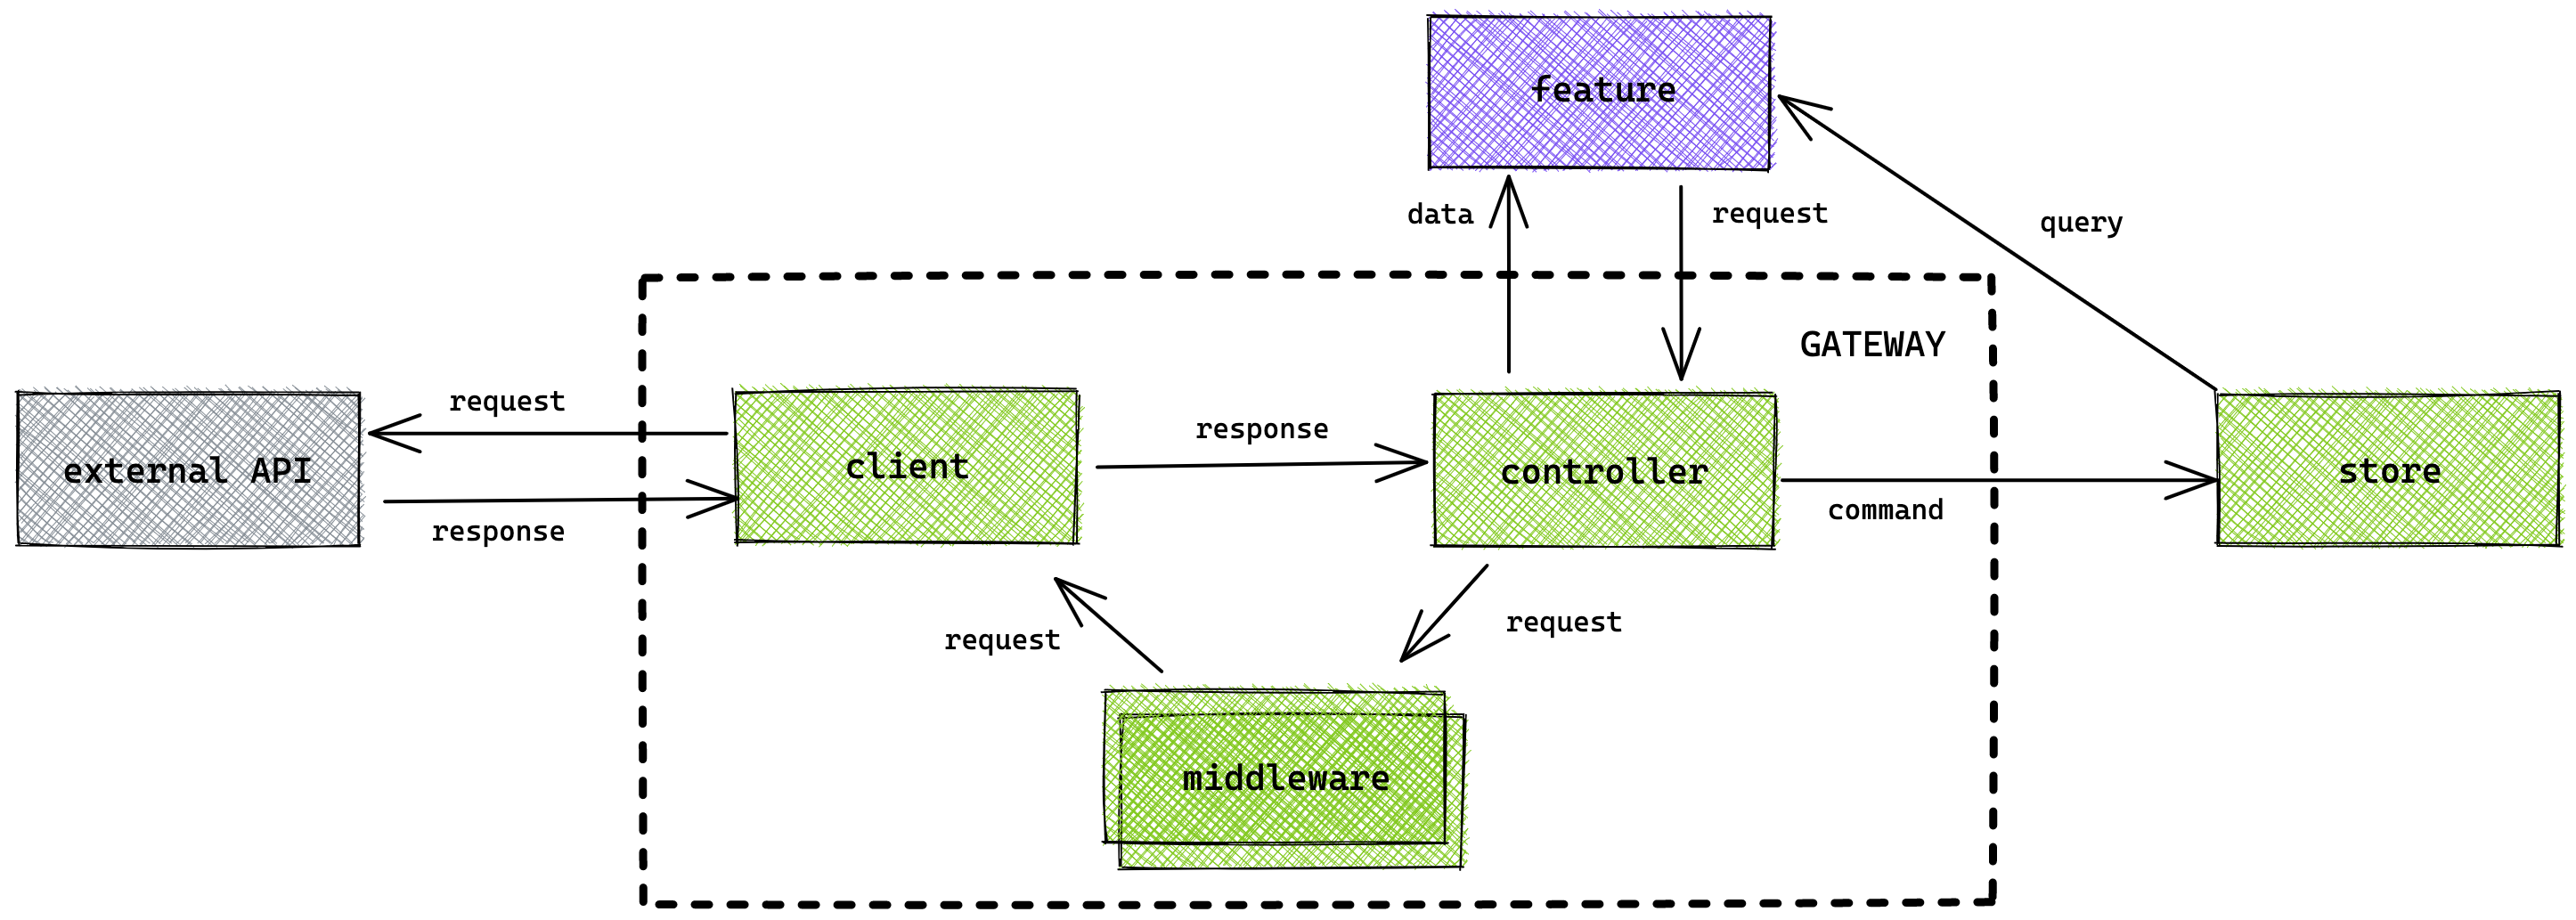 feature
data
request
query
GATEWAY
request
external API
response
client
response
controller
command
store
request
request
middleware